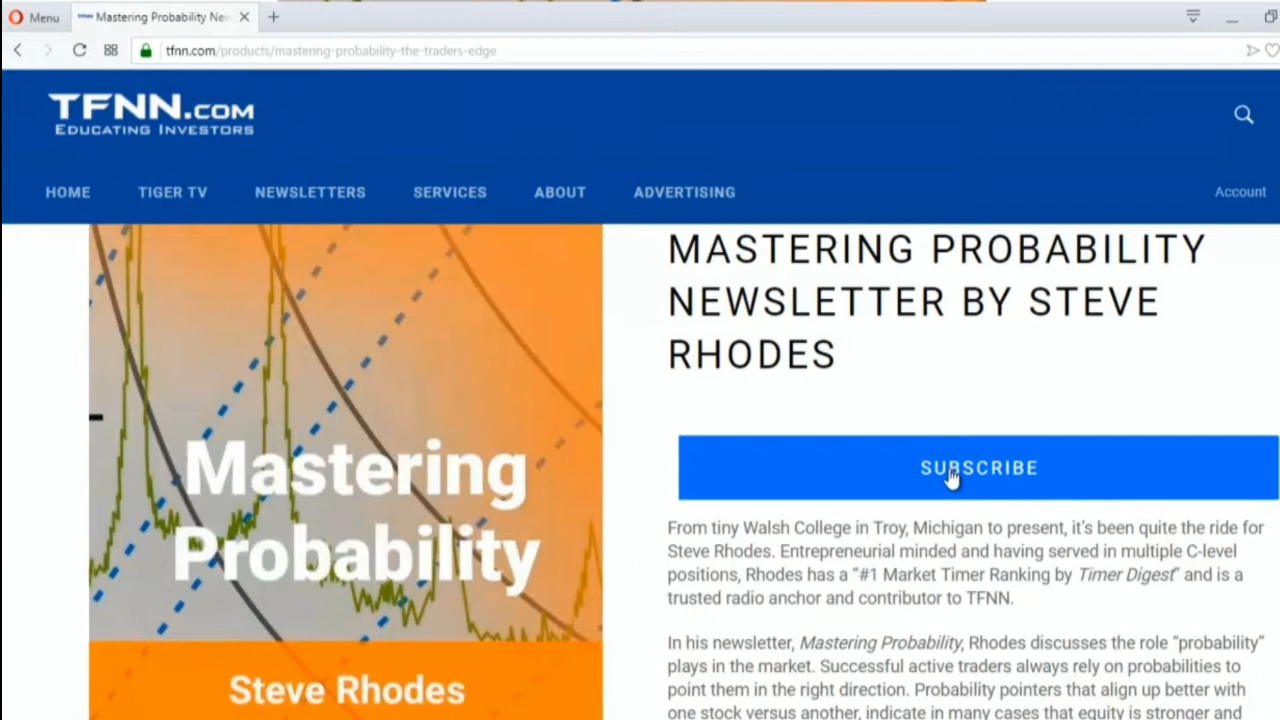 Menu
Mastering Probability New
tfnn.com/products/mastering-probability-the-traders-edge
TFNN.COM
EDUCATING INVESTORS
HOME
TIGER TV
NEWSLETTERS
SERVICES
ABOUT
ADVERTISING
Account
MASTERING PROBABILITY
NEWSLETTER BY STEVE
RHODES
Mastering
Probability
Steve Rhodes
SUBSCRIBE
From tiny Walsh College in Troy, Michigan to present, it's been quite the ride for
Steve Rhodes. Entrepreneurial minded and having served in multiple C-level
positions, Rhodes has a “#1 Market Timer Ranking by Timer Digest” and is a
trusted radio anchor and contributor to TFNN.
In his newsletter, Mastering Probability, Rhodes discusses the role “probability”
plays in the market. Successful active traders always rely on probabilities to
point them in the right direction. Probability pointers that align up better with
one stock versus another, indicate in many cases that equity is stronger and